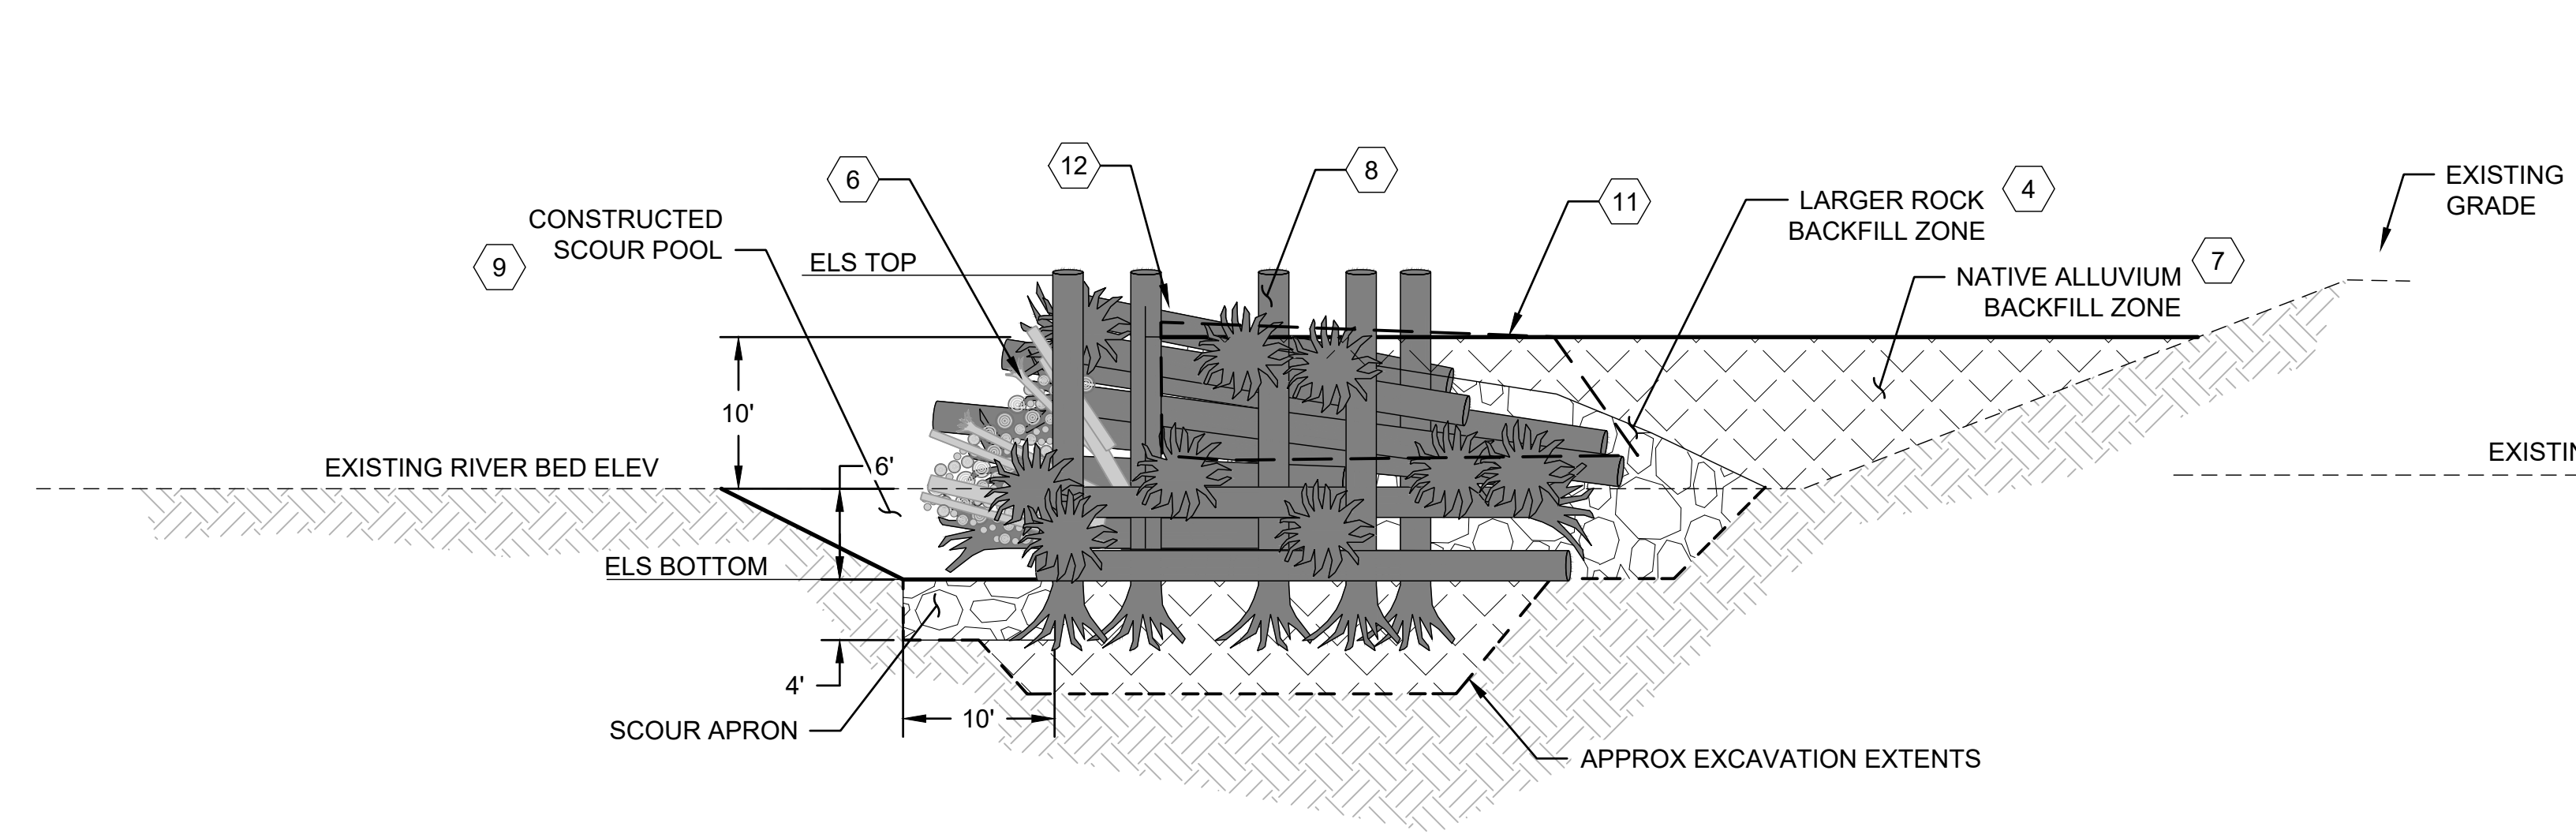 12
6
8
EXISTING
GRADE
11
LARGER ROCK
BACKFILL ZONE
4
CONSTRUCTED
SCOUR POOL
9
ELS TOP
NATIVE ALLUVIUM
BACKFILL ZONE
7
10'
EXISTING RIVER BED ELEV
6'
EXISTIN
ELS BOTTOM
4'
10'
SCOUR APRON
APPROX EXCAVATION EXTENTS